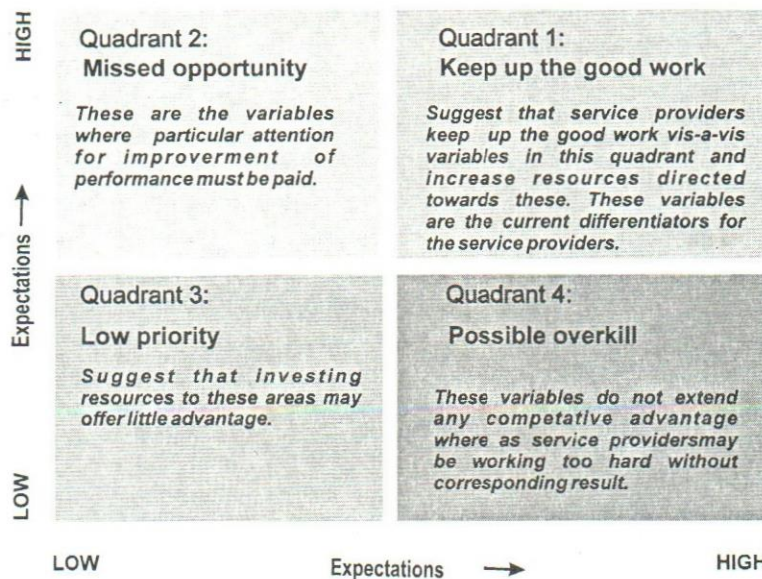 HIGH
Quadrant 2:
Missed opportunity
These are the variables
where particular attention
for improverment of
performance must be paid.
Quadrant 1:
Keep up the good work
Suggest that service providers
keep up the good work vis-a-vis
variables in this quadrant and
increase resources directed
towards these. These variables
are the current differentiators for
the service providers.
Expectations
Quadrant 3:
Low priority
Suggest that investing
resources to these areas may
offer little advantage.
Quadrant 4:
Possible overkill
These variables do not extend
any competative advantage
where as service providersmay
be working too hard without
corresponding result.
LOW
LOW
Expectations
HIGH